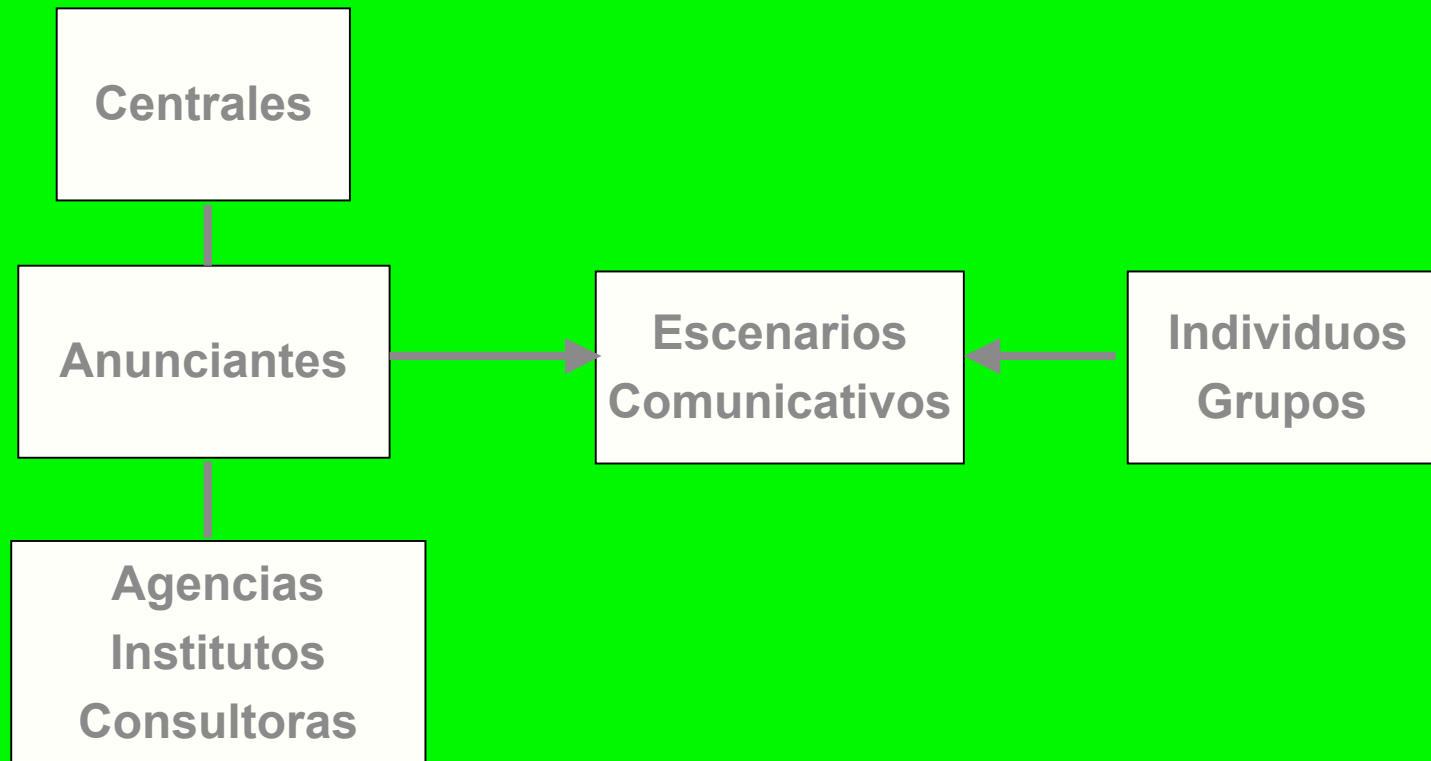 Centrales
Anunciantes
Escenarios
Comunicativos
Individuos
Grupos
Agencias
Institutos
Consultoras